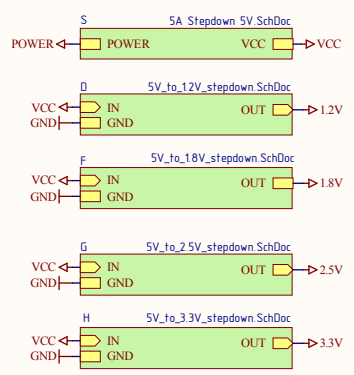 S 5A Stepdown 5V.SchDoc
POWER POWER VCC VCC
D 5V_to_1.2V_stepdown.SchDoc
VCC IN OUT 1.2V
GND GND
F 5V_to_1.8V_stepdown.SchDoc
VCC IN OUT 1.8V
GND GND
G 5V_to_2.5V_stepdown.SchDoc
VCC IN OUT 2.5V
GND GND
H 5V_to_3.3V_stepdown.SchDoc
VCC IN OUT 3.3V
GND GND